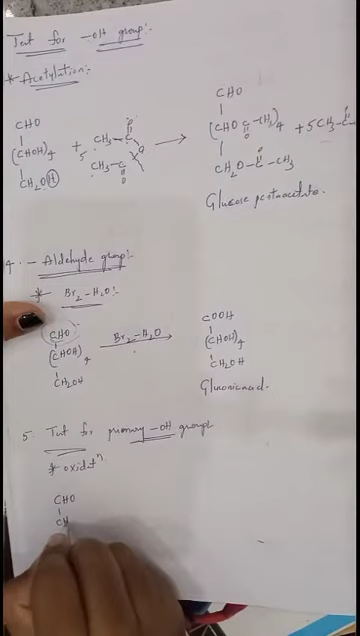 Test for -OH group:
* Acetylation:-
CHO
(CHOH)4 + 5 CH3-C
CH3-C
O
CH2OH
CHO
(CHO C-CH3)4 + 5CH3-C
O
CH2O-C-CH3
Glucose pentaacetate.
4. - Aldehyde group:-
* Br2-H2O:-
CHO Br2-H2O COOH
(CHOH)4 (CHOH)4
CH2OH CH2OH
Gluconic acid.
5. Test for primary -OH group
* oxidtn.
CHO
CH